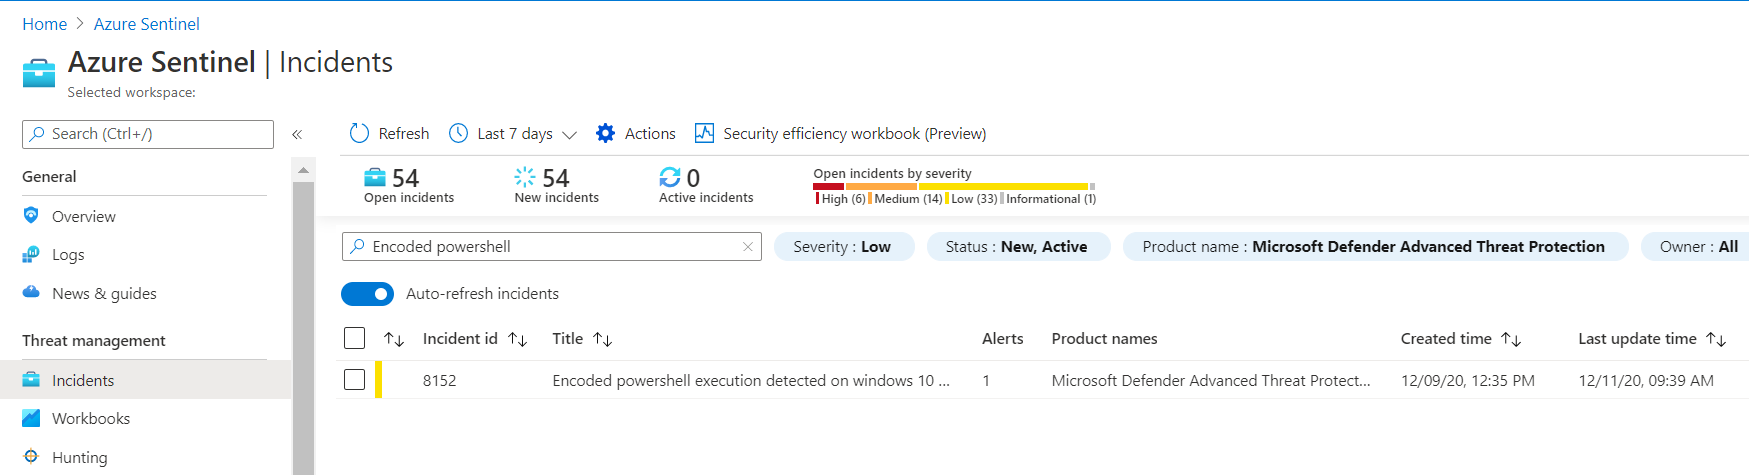 Home > Azure Sentinel
Azure Sentinel | Incidents
Selected workspace:
Search (Ctrl+/)
«
General
Overview
Logs
News & guides
Threat management
Incidents
Workbooks
Hunting
Refresh
Last 7 days
Actions
Security efficiency workbook (Preview)
54
Open incidents
54
New incidents
0
Active incidents
Open incidents by severity
High (6) Medium (14) Low (33) Informational (1)
Encoded powershell
Severity : Low
Status : New, Active
Product name : Microsoft Defender Advanced Threat Protection
Owner : All
Auto-refresh incidents
Incident id Title Alerts Product names Created time Last update time
8152 Encoded powershell execution detected on windows 10 ... 1 Microsoft Defender Advanced Threat Protect... 12/09/20, 12:35 PM 12/11/20, 09:39 AM